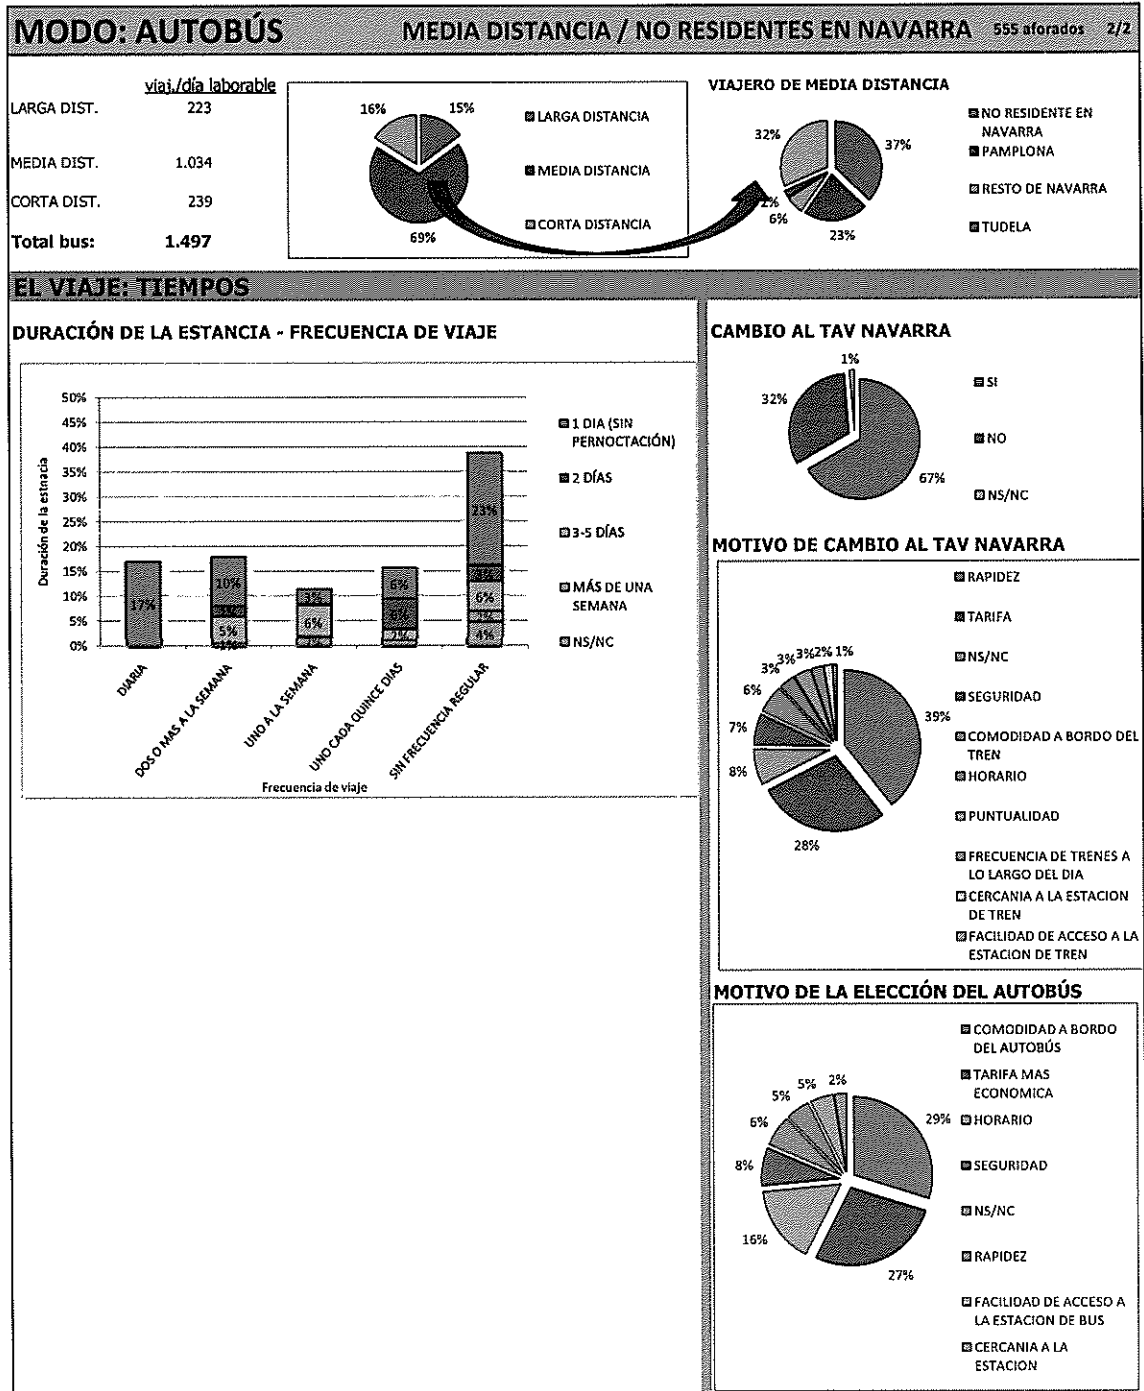 MODO: AUTOBÚS MEDIA DISTANCIA / NO RESIDENTES EN NAVARRA 555 aforados 2/2
viaj./día laborable
LARGA DIST. 223
MEDIA DIST. 1.034
CORTA DIST. 239
Total bus: 1.497
16% 15%
69%
LARGA DISTANCIA
MEDIA DISTANCIA
CORTA DISTANCIA
VIAJERO DE MEDIA DISTANCIA
32% 37%
2%
6% 23%
NO RESIDENTE EN
NAVARRA
PAMPLONA
RESTO DE NAVARRA
TUDELA
EL VIAJE: TIEMPOS
DURACIÓN DE LA ESTANCIA - FRECUENCIA DE VIAJE
Duración de la estnacia
50%
45%
40%
35%
30%
25%
20%
15%
10%
5%
0%
17%
10%
5%
3%
6%
6%
6%
2%
23%
6%
4%
DIARIA
DOS O MAS A LA SEMANA
UNO A LA SEMANA
UNO CADA QUINCE DIAS
SIN FRECUENCIA REGULAR
Frecuencia de viaje
1 DIA (SIN
PERNOCTACIÓN)
2 DÍAS
3-5 DÍAS
MÁS DE UNA
SEMANA
NS/NC
CAMBIO AL TAV NAVARRA
1%
32%
67%
SI
NO
NS/NC
MOTIVO DE CAMBIO AL TAV NAVARRA
3% 3% 3% 2% 1%
6%
7%
8%
28%
39%
RAPIDEZ
TARIFA
NS/NC
SEGURIDAD
COMODIDAD A BORDO DEL
TREN
HORARIO
PUNTUALIDAD
FRECUENCIA DE TRENES A
LO LARGO DEL DIA
CERCANIA A LA ESTACION
DE TREN
FACILIDAD DE ACCESO A LA
ESTACION DE TREN
MOTIVO DE LA ELECCIÓN DEL AUTOBÚS
5% 5% 2%
6%
8%
16%
27%
29%
COMODIDAD A BORDO
DEL AUTOBÚS
TARIFA MAS
ECONOMICA
HORARIO
SEGURIDAD
NS/NC
RAPIDEZ
FACILIDAD DE ACCESO A
LA ESTACION DE BUS
CERCANIA A LA
ESTACION